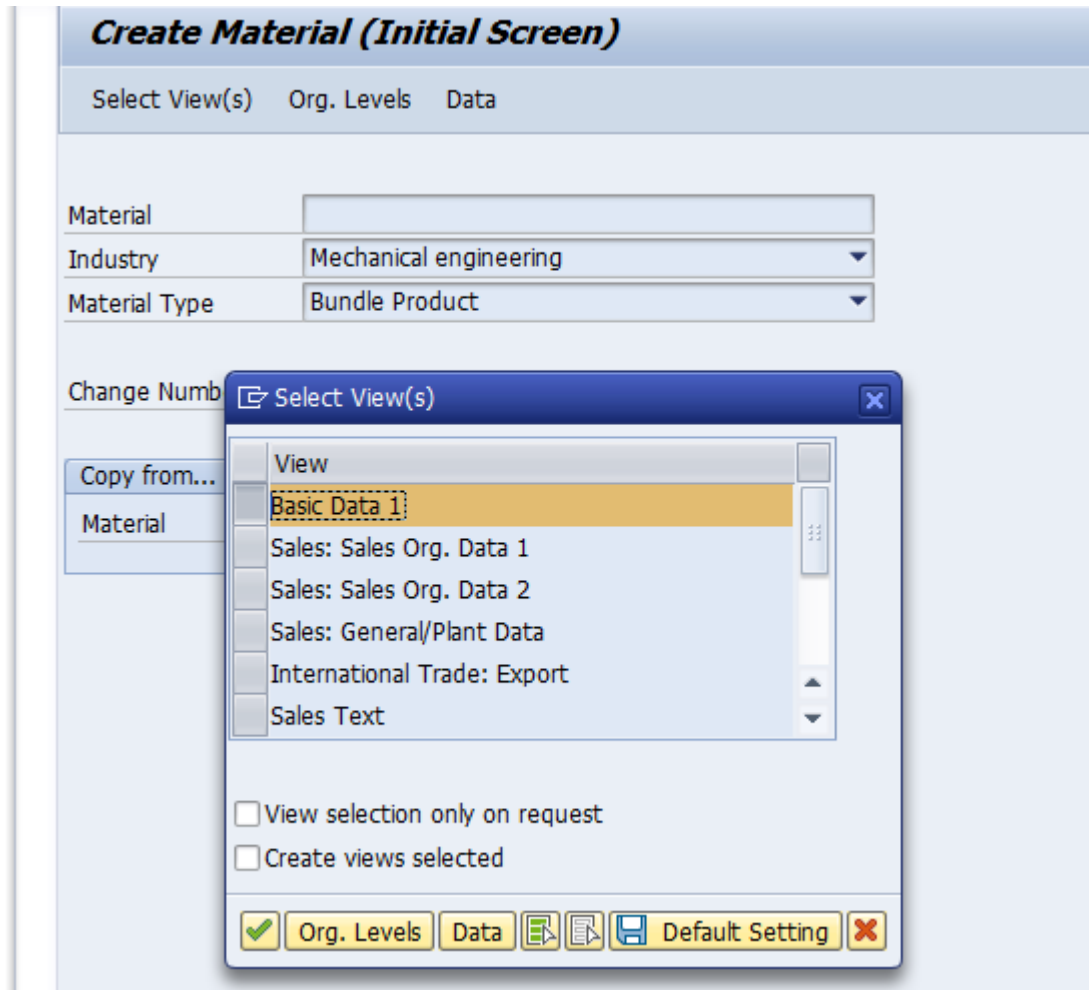 Create Material (Initial Screen)
Select View(s) Org. Levels Data
Material
Industry Mechanical engineering
Material Type Bundle Product
Change Numb
Select View(s)
Copy from...
Material
View
Basic Data 1
Sales: Sales Org. Data 1
Sales: Sales Org. Data 2
Sales: General/Plant Data
International Trade: Export
Sales Text
View selection only on request
Create views selected
Org. Levels Data Default Setting